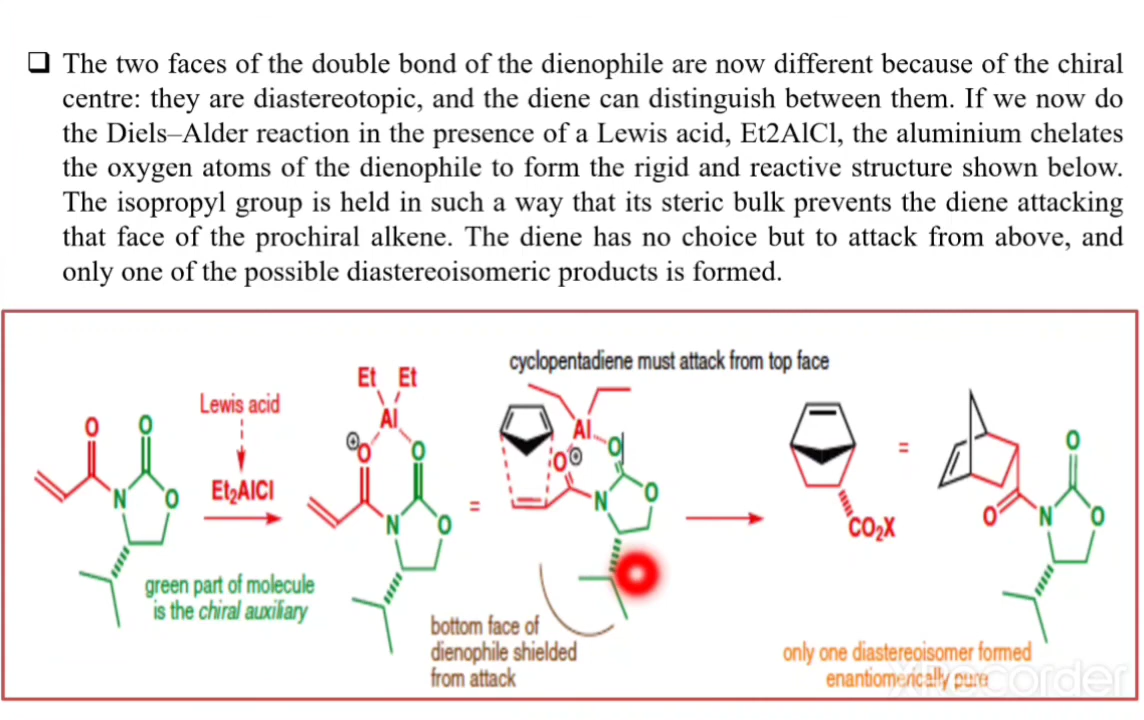 ❑ The two faces of the double bond of the dienophile are now different because of the chiral
centre: they are diastereotopic, and the diene can distinguish between them. If we now do
the Diels–Alder reaction in the presence of a Lewis acid, Et2AlCl, the aluminium chelates
the oxygen atoms of the dienophile to form the rigid and reactive structure shown below.
The isopropyl group is held in such a way that its steric bulk prevents the diene attacking
that face of the prochiral alkene. The diene has no choice but to attack from above, and
only one of the possible diastereoisomeric products is formed.
cyclopentadiene must attack from top face
Et Et
Lewis acid
Al
Al
O O
⊕O O
O⊕ O
=
O
N O
Et₂AlCl
N O
=
N O
CO₂X
O N O
green part of molecule
is the chiral auxiliary
bottom face of
dienophile shielded
from attack
only one diastereoisomer formed
enantiomerically pure
XRecorder